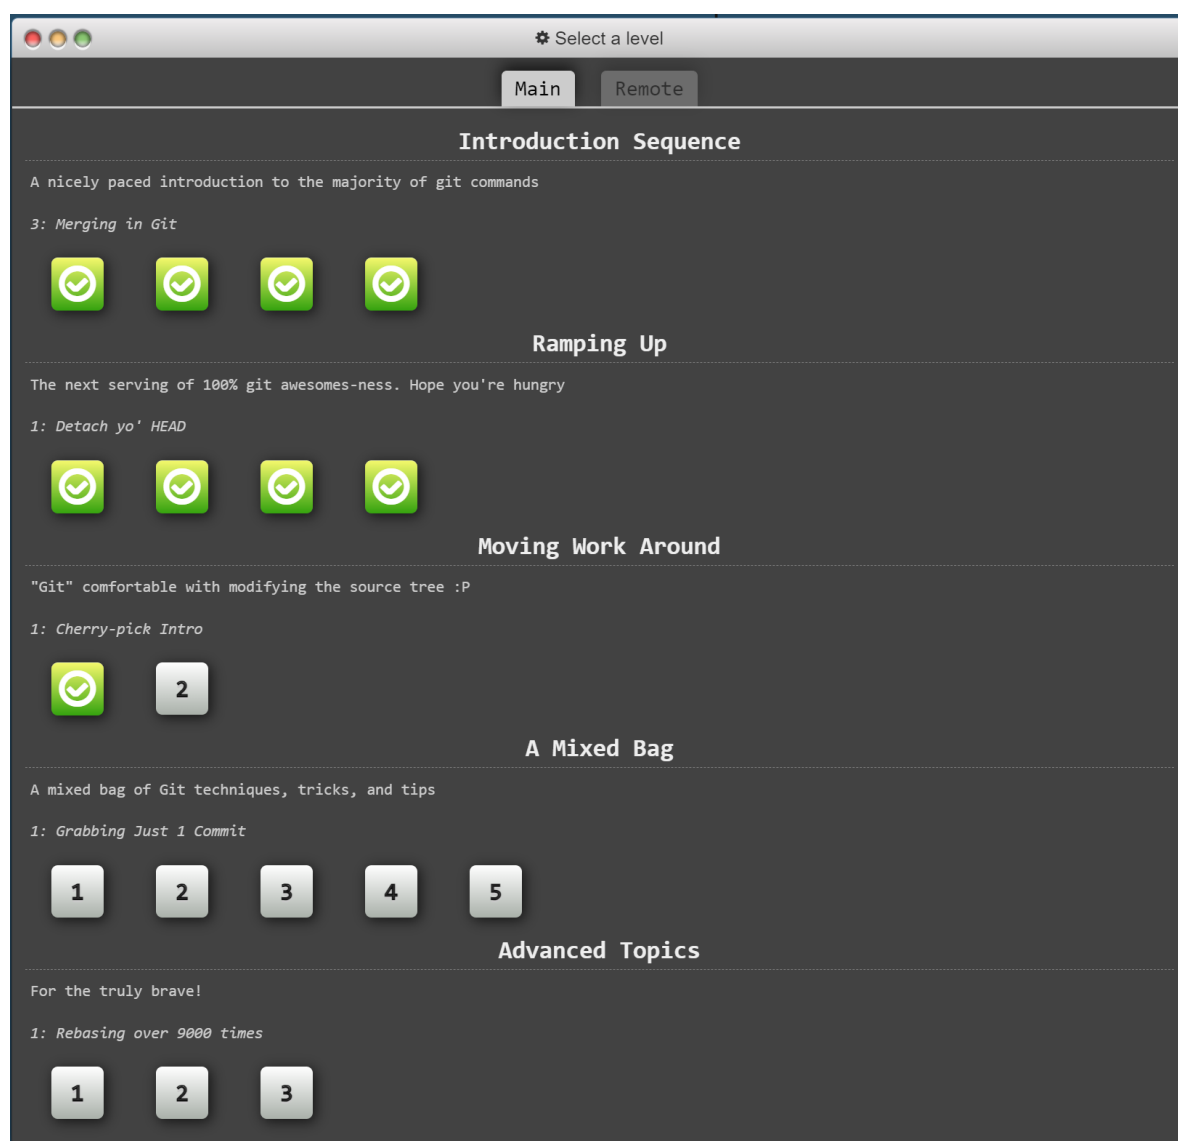 Select a level
Main Remote
Introduction Sequence
A nicely paced introduction to the majority of git commands
3: Merging in Git
Ramping Up
The next serving of 100% git awesomes-ness. Hope you're hungry
1: Detach yo' HEAD
Moving Work Around
"Git" comfortable with modifying the source tree :P
1: Cherry-pick Intro
2
A Mixed Bag
A mixed bag of Git techniques, tricks, and tips
1: Grabbing Just 1 Commit
1 2 3 4 5
Advanced Topics
For the truly brave!
1: Rebasing over 9000 times
1 2 3